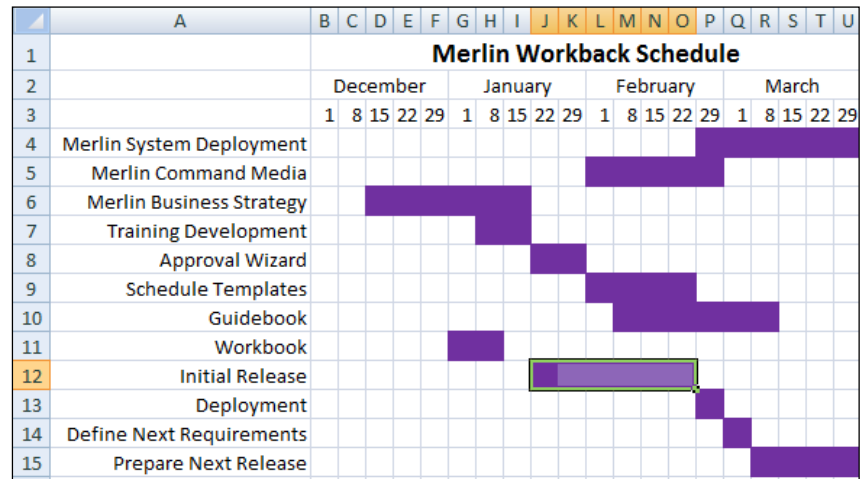 A B C D E F G H I J K L M N O P Q R S T U
1 Merlin Workback Schedule
2 December January February March
3 1 8 15 22 29 1 8 15 22 29 1 8 15 22 29 1 8 15 22 29
4 Merlin System Deployment
5 Merlin Command Media
6 Merlin Business Strategy
7 Training Development
8 Approval Wizard
9 Schedule Templates
10 Guidebook
11 Workbook
12 Initial Release
13 Deployment
14 Define Next Requirements
15 Prepare Next Release